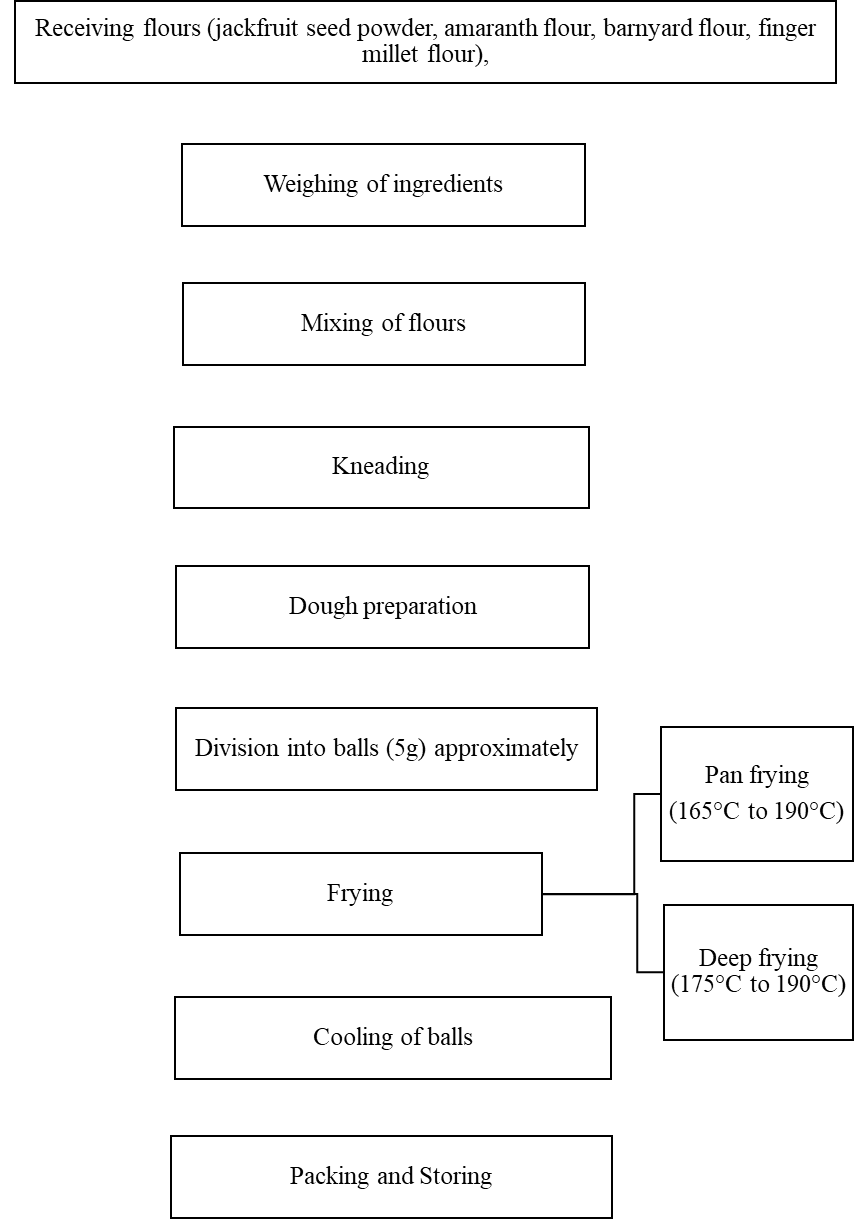 Receiving flours (jackfruit seed powder, amaranth flour, barnyard flour, finger
millet flour),
Weighing of ingredients
Mixing of flours
Kneading
Dough preparation
Division into balls (5g) approximately
Pan frying
(165°C to 190°C)
Frying
Deep frying
(175°C to 190°C)
Cooling of balls
Packing and Storing